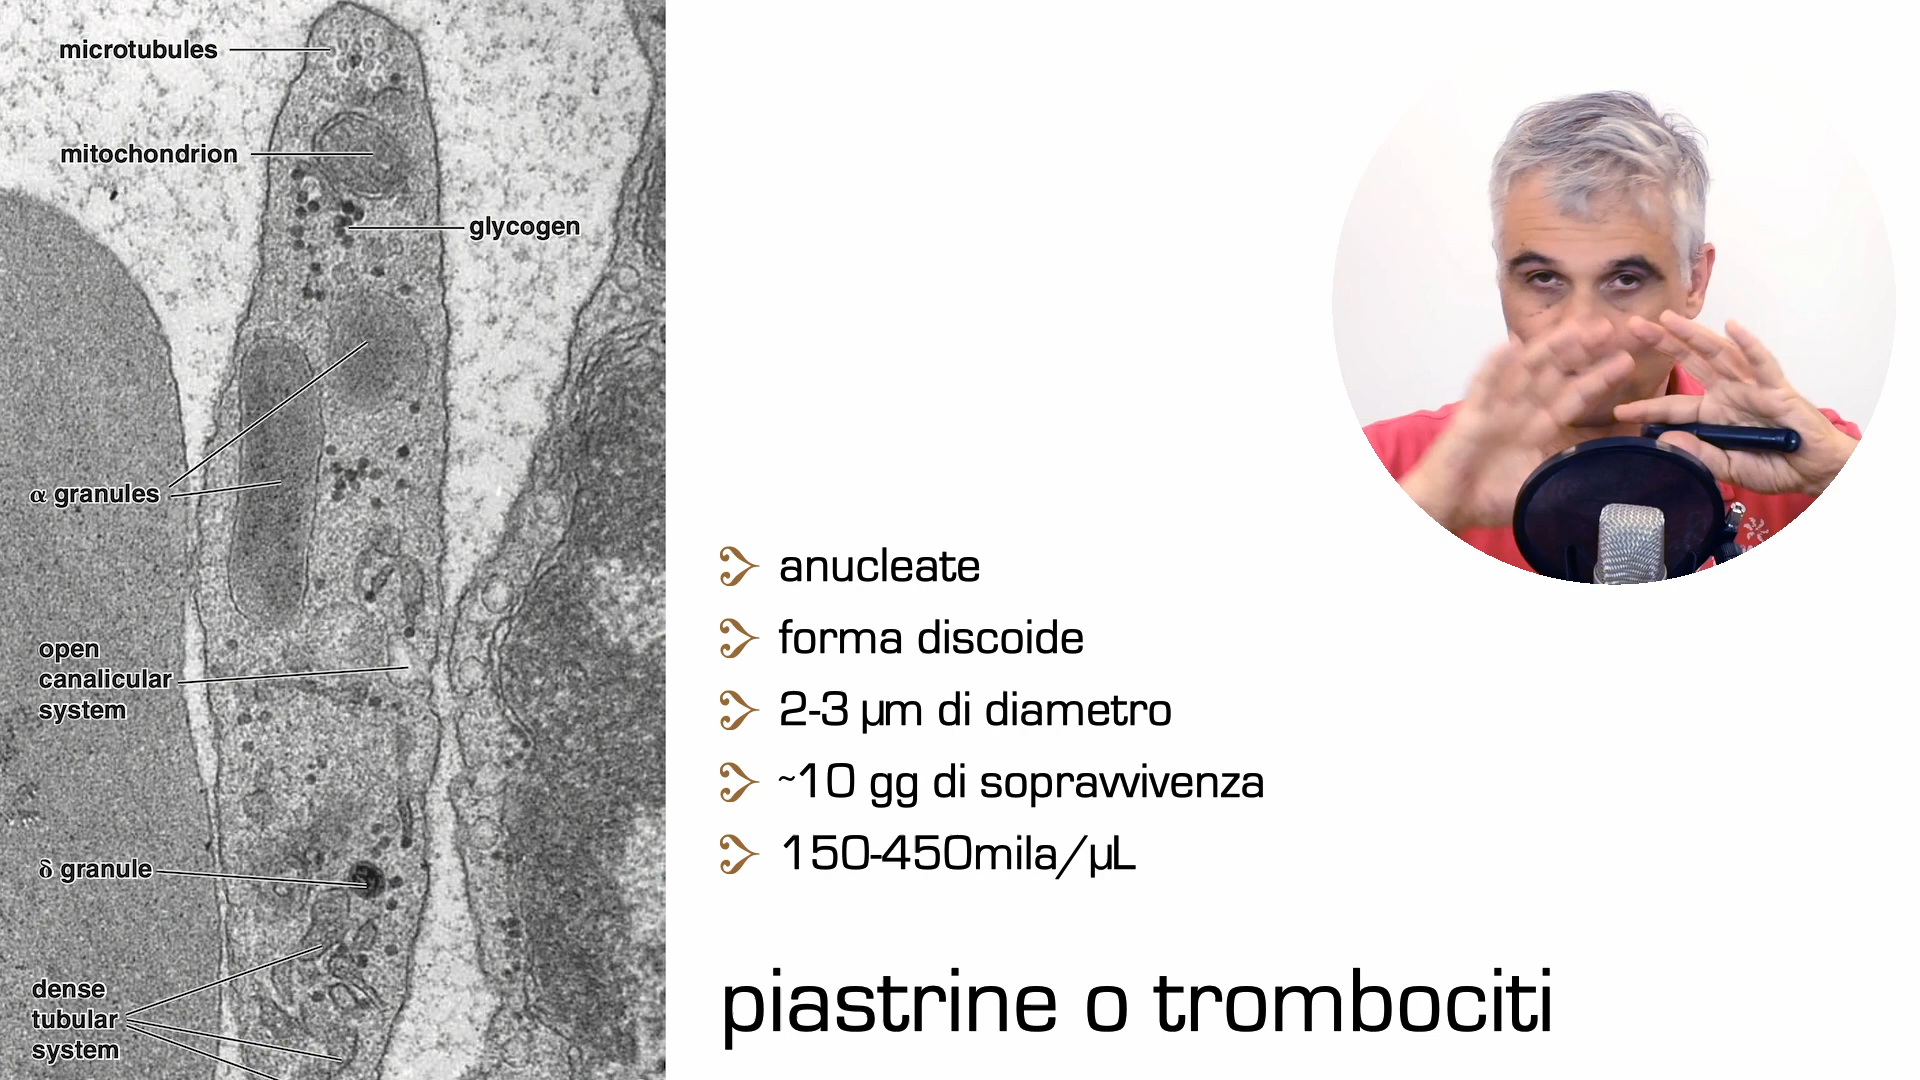 microtubules
mitochondrion
glycogen
α granules
open
canalicular
system
δ granule
dense
tubular
system
anucleate
forma discoide
2-3 µm di diametro
~10 gg di sopravvivenza
150-450mila/µL
piastrine o trombociti